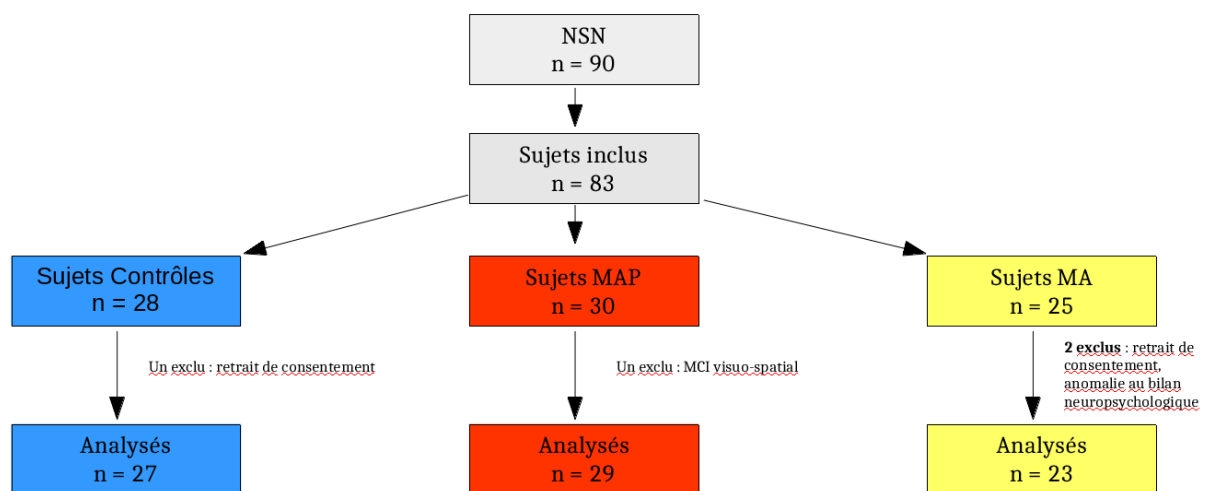 NSN
n = 90
Sujets inclus
n = 83
Sujets Contrôles
n = 28
Sujets MAP
n = 30
Sujets MA
n = 25
Un exclu : retrait de consentement
Un exclu : MCI visuo-spatial
2 exclus : retrait de
consentement,
anomalie au bilan
neuropsychologique
Analysés
n = 27
Analysés
n = 29
Analysés
n = 23